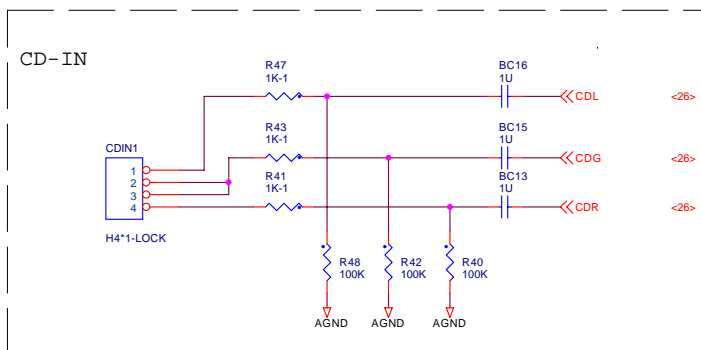 CD-IN
R47
1K-1
BC16
1U
CDL
<26>
CDIN1
1
2
3
4
H4*1-LOCK
R43
1K-1
BC15
1U
CDG
<26>
R41
1K-1
BC13
1U
CDR
<26>
R48
100K
R42
100K
R40
100K
AGND
AGND
AGND